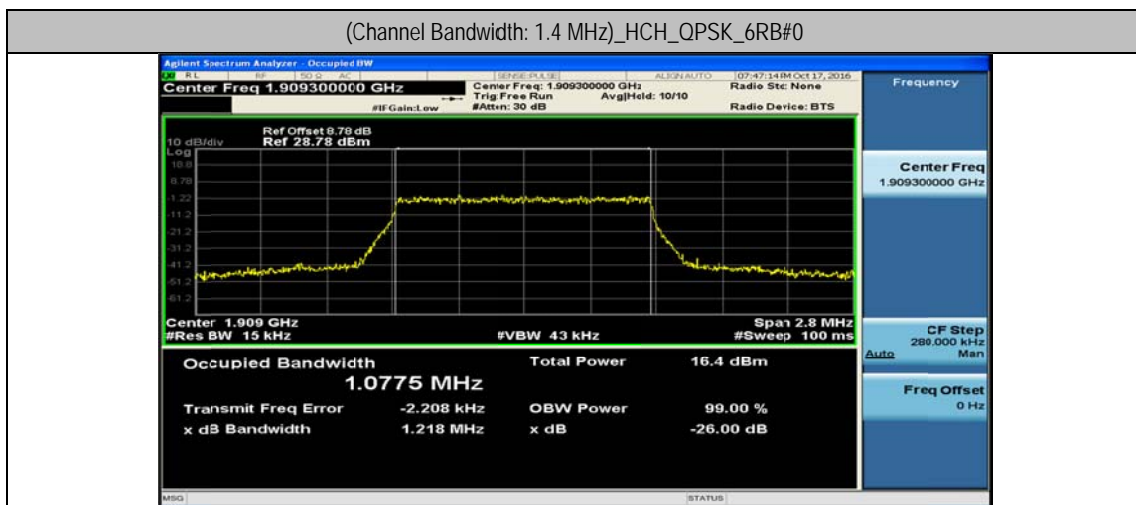 (Channel Bandwidth: 1.4 MHz)_HCH_QPSK_6RB#0
Agilent Spectrum Analyzer - Occupied BW
RL RF 50 Ω AC SENSE:PULSE ALIGN AUTO 07:47:14 PM Oct 17, 2016
Center Freq 1.909300000 GHz
Center Freq: 1.909300000 GHz
Radio Std: None
Trig: Free Run Avg|Hold: 10/10
#IFGain:Low #Atten: 30 dB Radio Device: BTS
Frequency
Ref Offset 8.78 dB
10 dB/div Ref 28.78 dBm
Log
18.8
8.78
-1.22
-11.2
-21.2
-31.2
-41.2
-51.2
-61.2
Center 1.909 GHz Span 2.8 MHz
#Res BW 15 kHz #VBW 43 kHz #Sweep 100 ms
Occupied Bandwidth Total Power 16.4 dBm
1.0775 MHz
Transmit Freq Error -2.208 kHz OBW Power 99.00 %
x dB Bandwidth 1.218 MHz x dB -26.00 dB
Center Freq
1.909300000 GHz
CF Step
280.000 kHz
Auto Man
Freq Offset
0 Hz
MSG STATUS